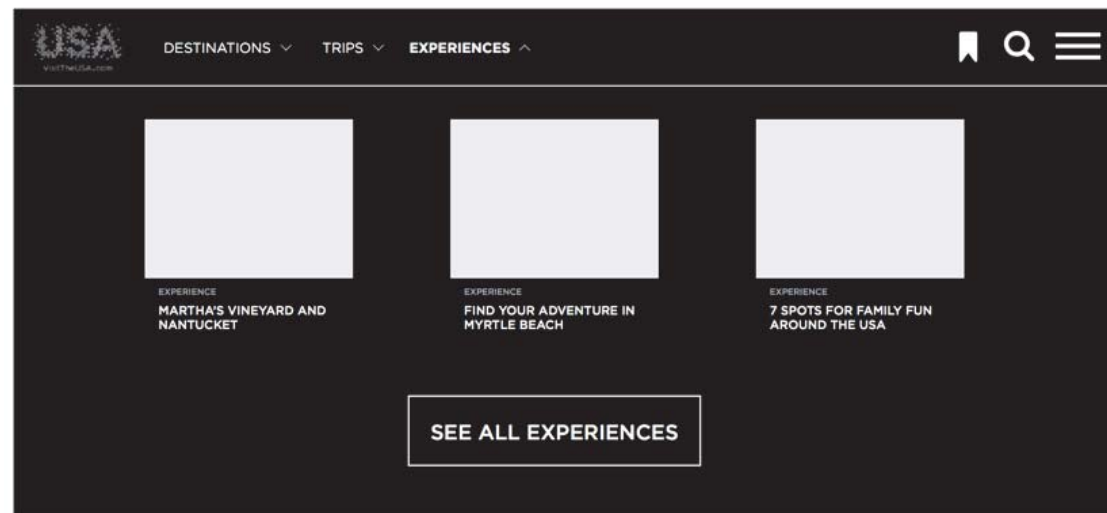 USA
VisitTheUSA.com
DESTINATIONS TRIPS EXPERIENCES
EXPERIENCE
MARTHA'S VINEYARD AND
NANTUCKET
EXPERIENCE
FIND YOUR ADVENTURE IN
MYRTLE BEACH
EXPERIENCE
7 SPOTS FOR FAMILY FUN
AROUND THE USA
SEE ALL EXPERIENCES